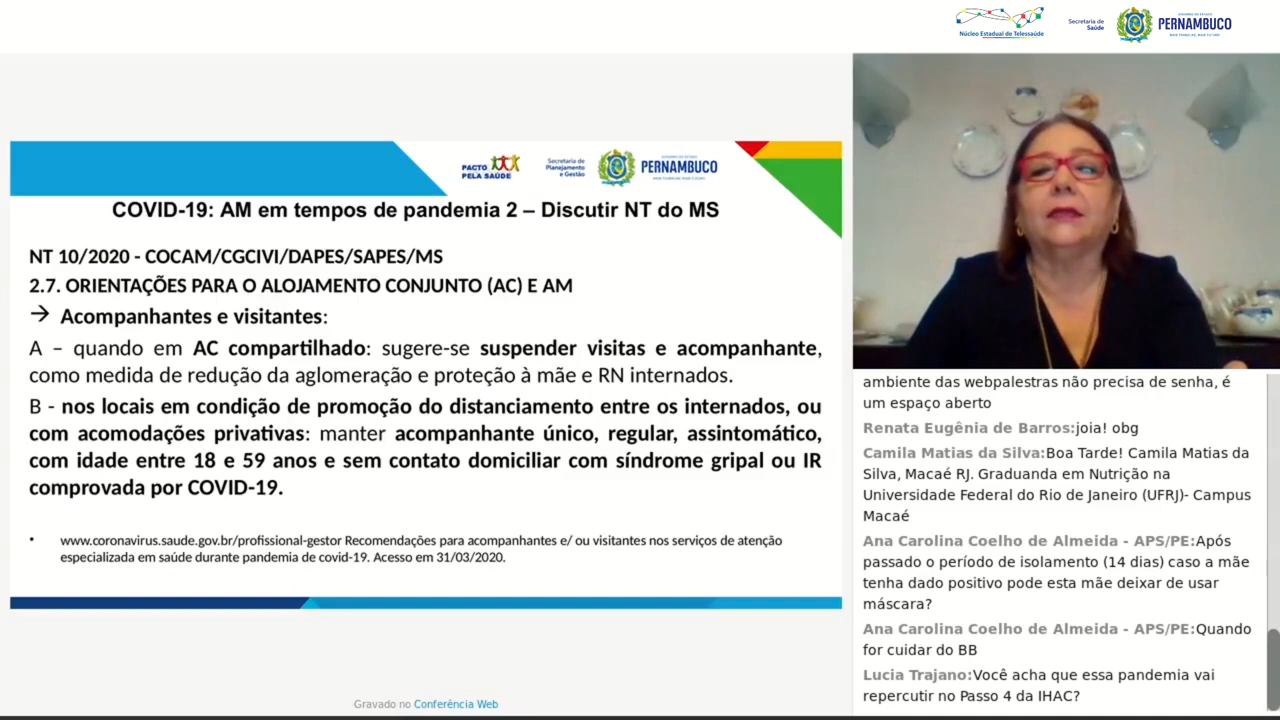 Núcleo Estadual de Telessaúde
Secretaria de
Saúde
PERNAMBUCO
PACTO
PELA SAÚDE
Secretaria de
Planejamento
e Gestão
PERNAMBUCO
COVID-19: AM em tempos de pandemia 2 – Discutir NT do MS
NT 10/2020 - COCAM/CGCIVI/DAPES/SAPES/MS
2.7. ORIENTAÇÕES PARA O ALOJAMENTO CONJUNTO (AC) E AM
→ Acompanhantes e visitantes:
A – quando em AC compartilhado: sugere-se suspender visitas e acompanhante,
como medida de redução da aglomeração e proteção à mãe e RN internados.
B - nos locais em condição de promoção do distanciamento entre os internados, ou
com acomodações privativas: manter acompanhante único, regular, assintomático,
com idade entre 18 e 59 anos e sem contato domiciliar com síndrome gripal ou IR
comprovada por COVID-19.
• www.coronavirus.saude.gov.br/profissional-gestor Recomendações para acompanhantes e/ ou visitantes nos serviços de atenção
especializada em saúde durante pandemia de covid-19. Acesso em 31/03/2020.
Gravado no Conferência Web
ambiente das webpalestras não precisa de senha, é
um espaço aberto
Renata Eugênia de Barros:joia! obg
Camila Matias da Silva:Boa Tarde! Camila Matias da
Silva, Macaé RJ. Graduanda em Nutrição na
Universidade Federal do Rio de Janeiro (UFRJ)- Campus
Macaé
Ana Carolina Coelho de Almeida - APS/PE:Após
passado o período de isolamento (14 dias) caso a mãe
tenha dado positivo pode esta mãe deixar de usar
máscara?
Ana Carolina Coelho de Almeida - APS/PE:Quando
for cuidar do BB
Lucia Trajano:Você acha que essa pandemia vai
repercutir no Passo 4 da IHAC?